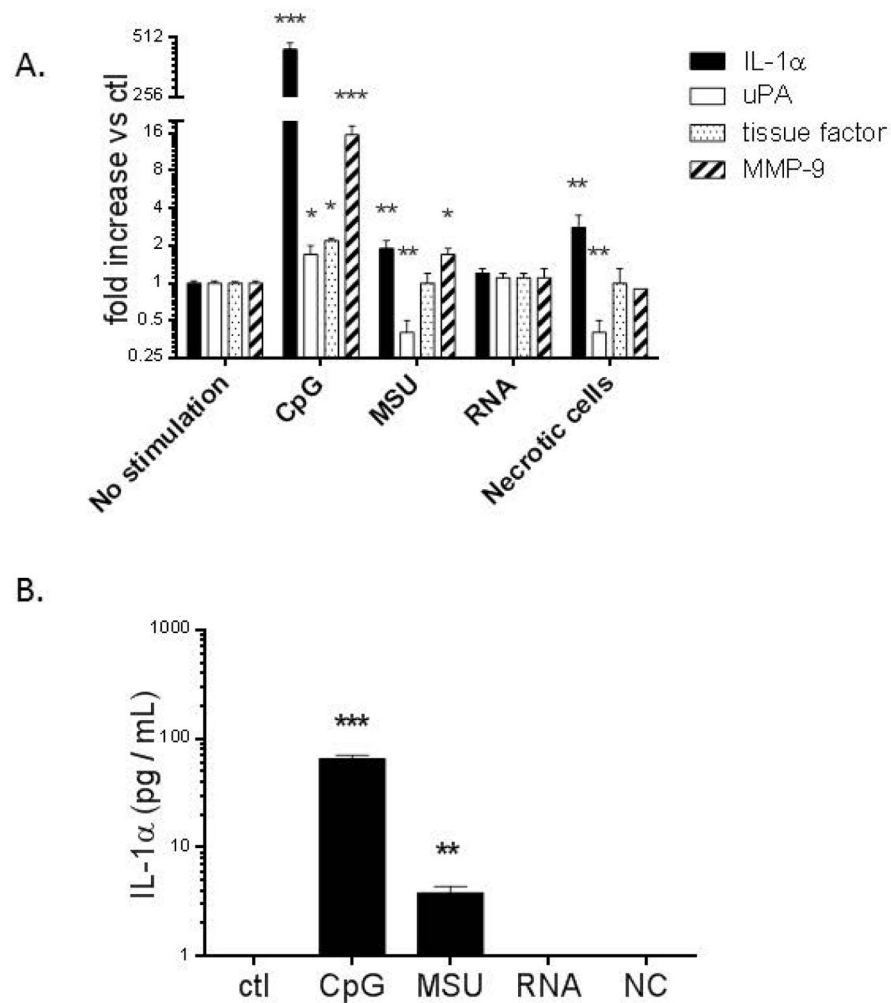 A.
fold increase vs ctl
512
256
16
8
4
2
1
0.5
0.25
***
*
*
***
**
**
*
**
**
IL-1α
uPA
tissue factor
MMP-9
No stimulation
CpG
MSU
RNA
Necrotic cells
B.
IL-1α (pg / mL)
1000
100
10
1
***
**
ctl CpG MSU RNA NC